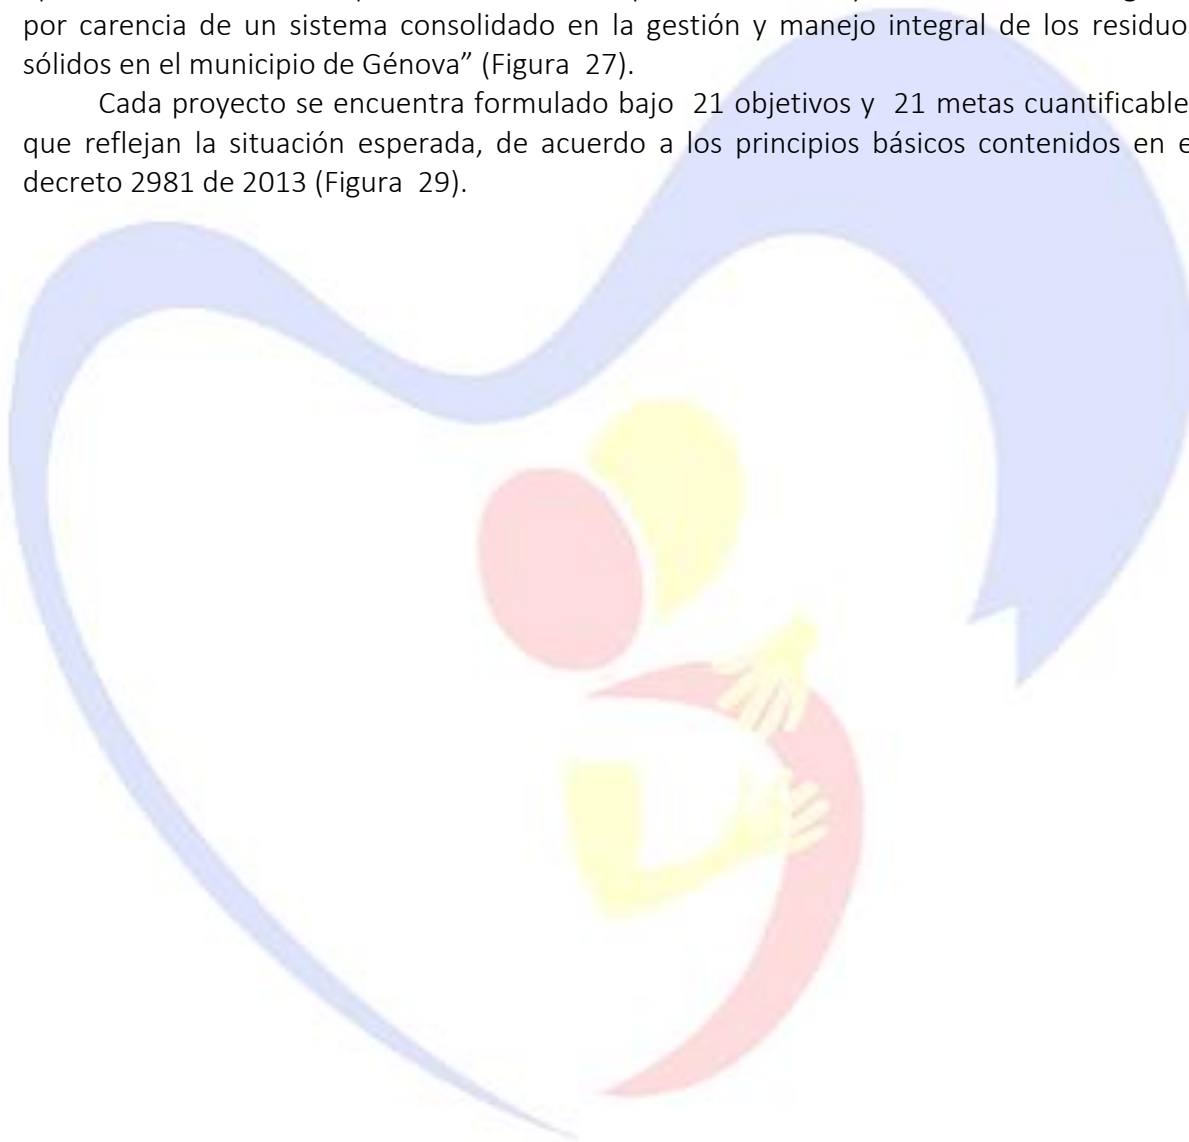 por carencia de un sistema consolidado en la gestión y manejo integral de los residuo
sólidos en el municipio de Génova” (Figura 27).
Cada proyecto se encuentra formulado bajo 21 objetivos y 21 metas cuantificable
que reflejan la situación esperada, de acuerdo a los principios básicos contenidos en e
decreto 2981 de 2013 (Figura 29).